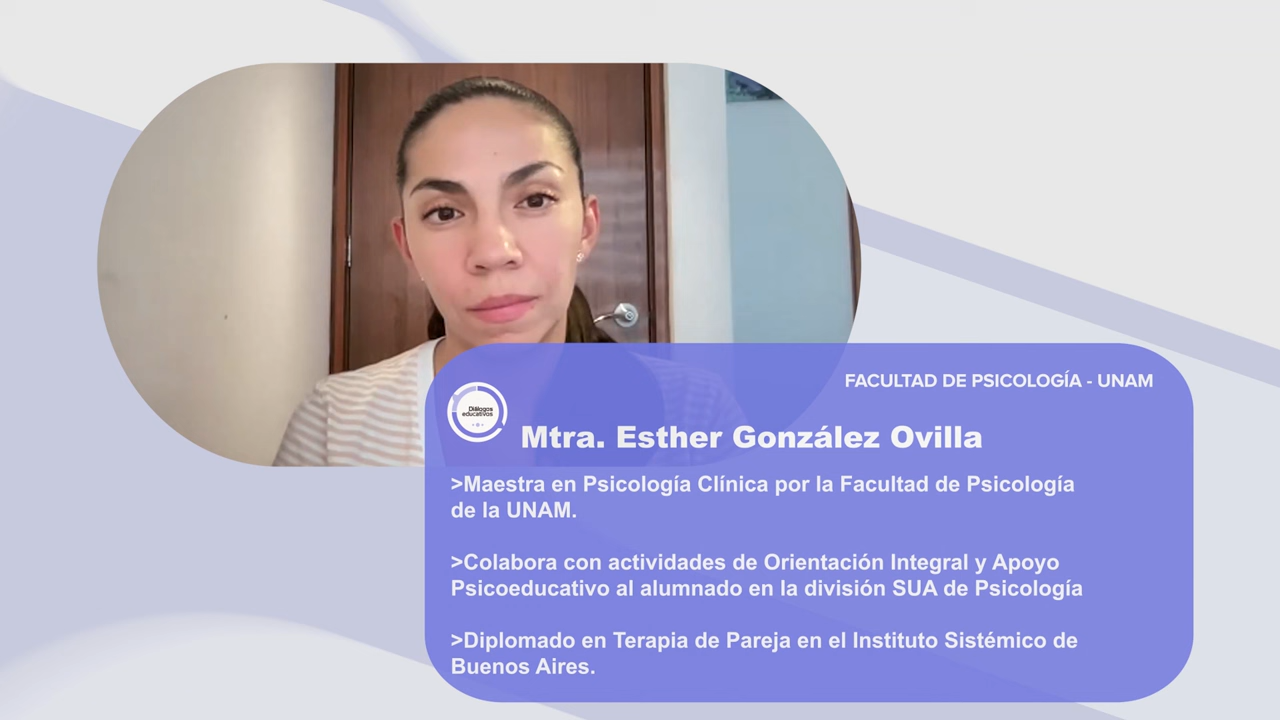 FACULTAD DE PSICOLOGÍA - UNAM
Diálogos
educativos
Mtra. Esther González Ovilla
>Maestra en Psicología Clínica por la Facultad de Psicología
de la UNAM.
>Colabora con actividades de Orientación Integral y Apoyo
Psicoeducativo al alumnado en la división SUA de Psicología
>Diplomado en Terapia de Pareja en el Instituto Sistémico de
Buenos Aires.